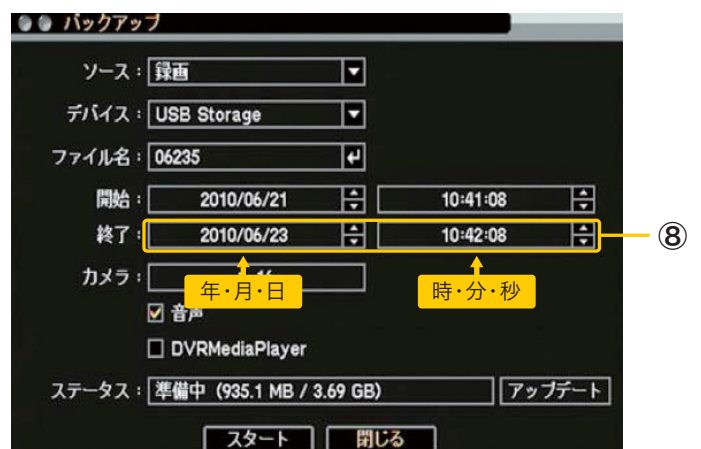 バックアップ
ソース : 録画
デバイス : USB Storage
ファイル名 : 06235
開始 : 2010/06/21 10:41:08
終了 : 2010/06/23 10:42:08
⑧
カメラ :
年・月・日
時・分・秒
音声
DVRMediaPlayer
ステータス : 準備中 (935.1 MB / 3.69 GB) アップデート
スタート 閉じる